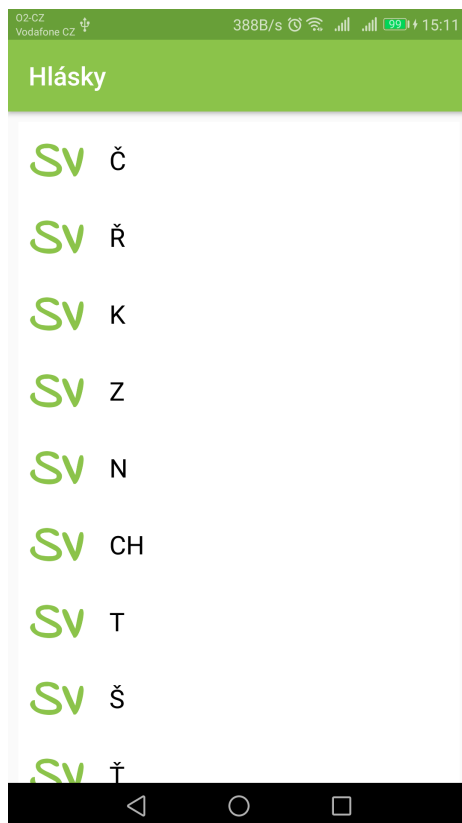 O2-CZ
Vodafone CZ
388B/s 99 15:11
Hlásky
SV Č
SV Ř
SV K
SV Z
SV N
SV CH
SV T
SV Š
SV Ť